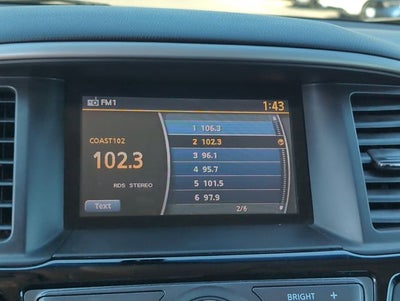 FM1
1:43
COAST102
102.3
RDS STEREO
Text
1 106.3
2 102.3
3 96.1
4 95.7
5 101.5
6 97.9
2/6
BRIGHT +